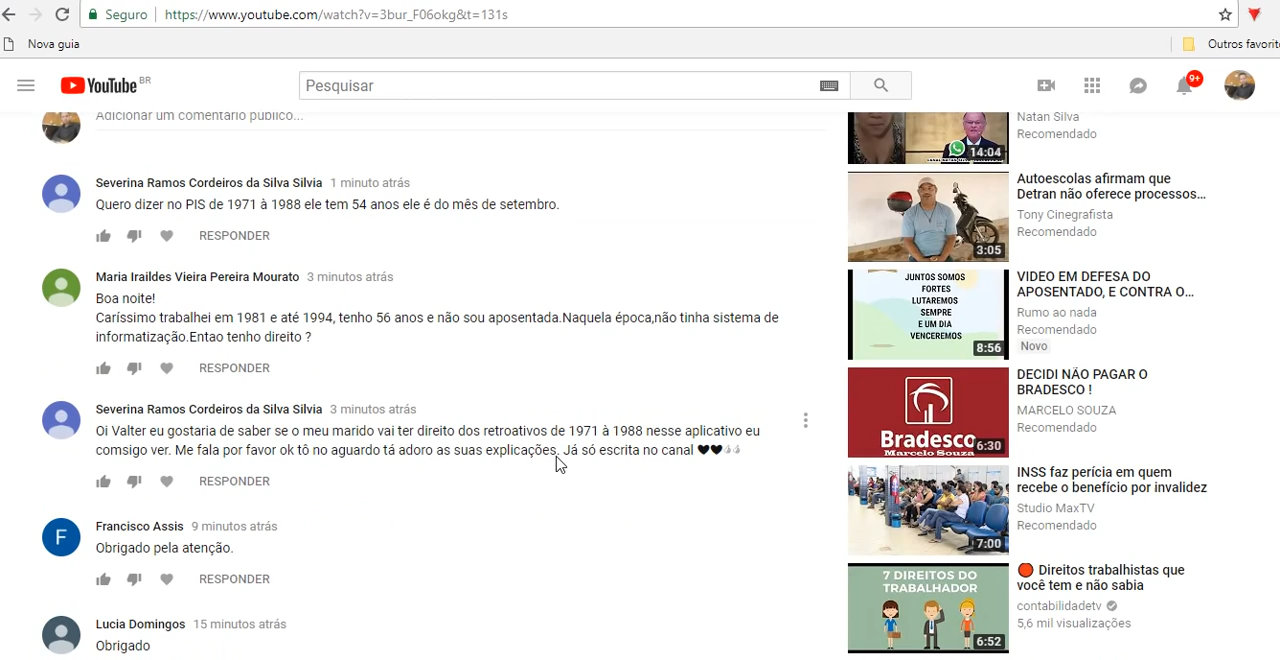 Seguro
https://www.youtube.com/watch?v=3bur_F06okg&t=131s
Nova guia
Outros favorit
YouTube BR
Pesquisar
9+
Adicionar um comentário público...
Severina Ramos Cordeiros da Silva Silvia 1 minuto atrás
Quero dizer no PIS de 1971 à 1988 ele tem 54 anos ele é do mês de setembro.
RESPONDER
Maria Iraildes Vieira Pereira Mourato 3 minutos atrás
Boa noite!
Caríssimo trabalhei em 1981 e até 1994, tenho 56 anos e não sou aposentada.Naquela época,não tinha sistema de
informatização.Entao tenho direito ?
RESPONDER
Severina Ramos Cordeiros da Silva Silvia 3 minutos atrás
Oi Valter eu gostaria de saber se o meu marido vai ter direito dos retroativos de 1971 à 1988 nesse aplicativo eu
comsigo ver. Me fala por favor ok tô no aguardo tá adoro as suas explicações. Já só escrita no canal 🖤🖤👍🏻👍🏻
RESPONDER
F
Francisco Assis 9 minutos atrás
Obrigado pela atenção.
RESPONDER
Lucia Domingos 15 minutos atrás
Obrigado
14:04
Natan Silva
Recomendado
3:05
Autoescolas afirmam que
Detran não oferece processos...
Tony Cinegrafista
Recomendado
JUNTOS SOMOS
FORTES
LUTAREMOS
SEMPRE
E UM DIA
VENCEREMOS
8:56
VIDEO EM DEFESA DO
APOSENTADO, E CONTRA O...
Rumo ao nada
Recomendado
Novo
Bradesco
Marcelo Souza
6:30
DECIDI NÃO PAGAR O
BRADESCO !
MARCELO SOUZA
Recomendado
7:00
INSS faz perícia em quem
recebe o benefício por invalidez
Studio MaxTV
Recomendado
7 DIREITOS DO
TRABALHADOR
6:52
🔴 Direitos trabalhistas que
você tem e não sabia
contabilidadetv
5,6 mil visualizações